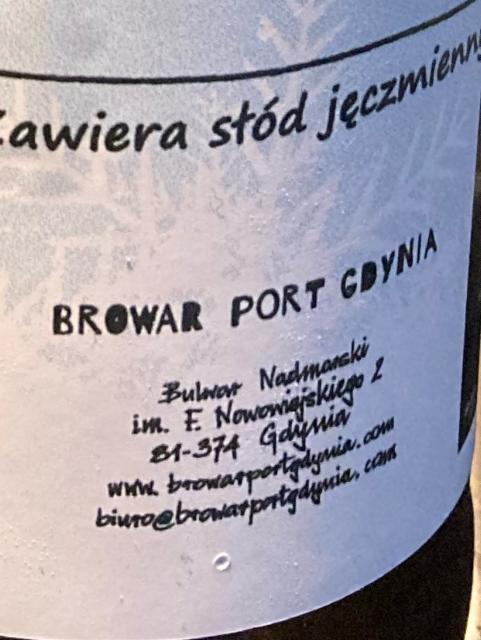 Zawiera słód jęczmienny
BROWAR PORT GDYNIA
Bulwar Nadmorski
im. F. Nowowiejskiego 2
81-374 Gdynia
www.browarportgdynia.com
biuro@browarportgdynia.com